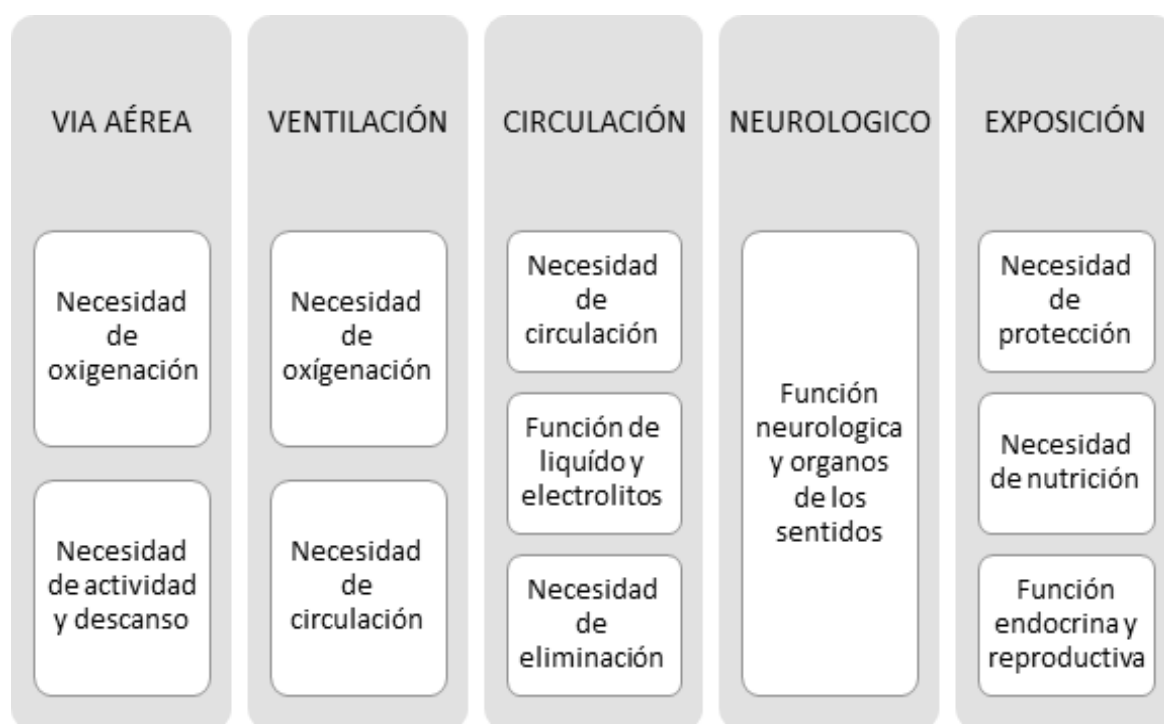 VIA AÉREA
Necesidad
de
oxigenación
Necesidad
de actividad
y descanso
VENTILACIÓN
Necesidad
de
oxígenación
Necesidad
de
circulación
CIRCULACIÓN
Necesidad
de
circulación
Función de
liquído y
electrolitos
Necesidad
de
eliminación
NEUROLOGICO
Función
neurologica
y organos
de los
sentidos
EXPOSICIÓN
Necesidad
de
protección
Necesidad
de nutrición
Función
endocrina y
reproductiva